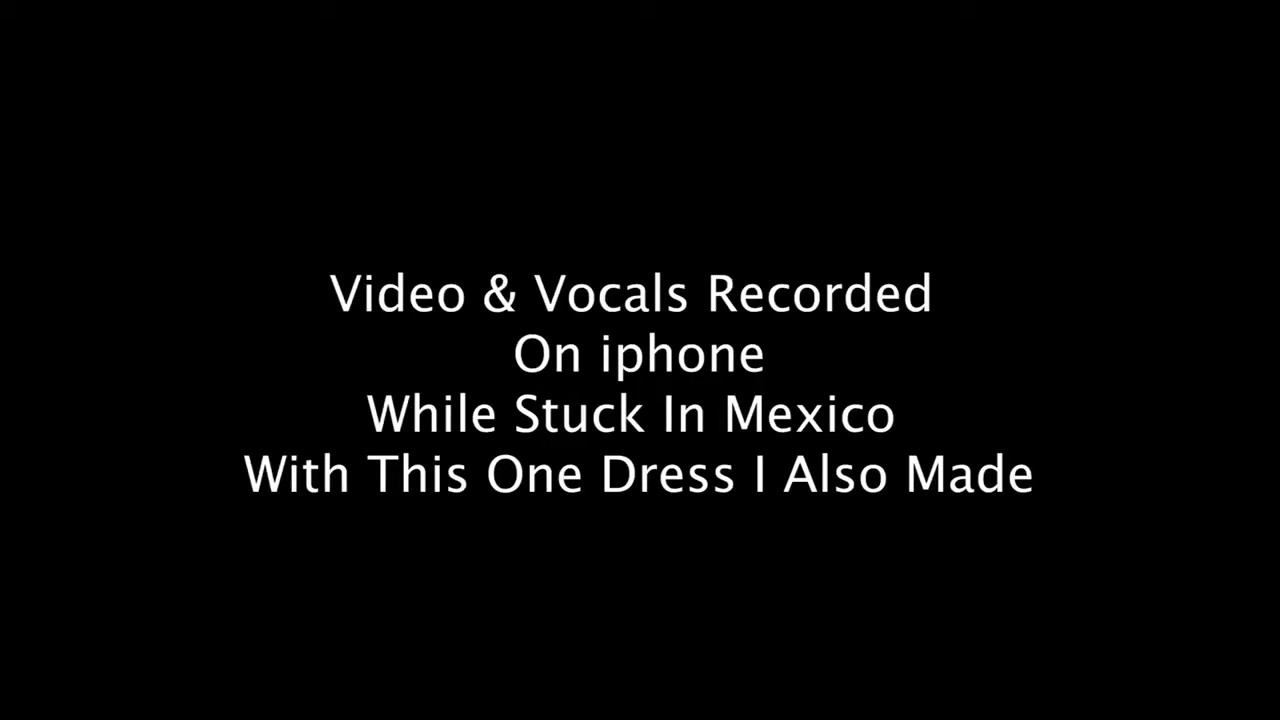 Video & Vocals Recorded
On iphone
While Stuck In Mexico
With This One Dress I Also Made